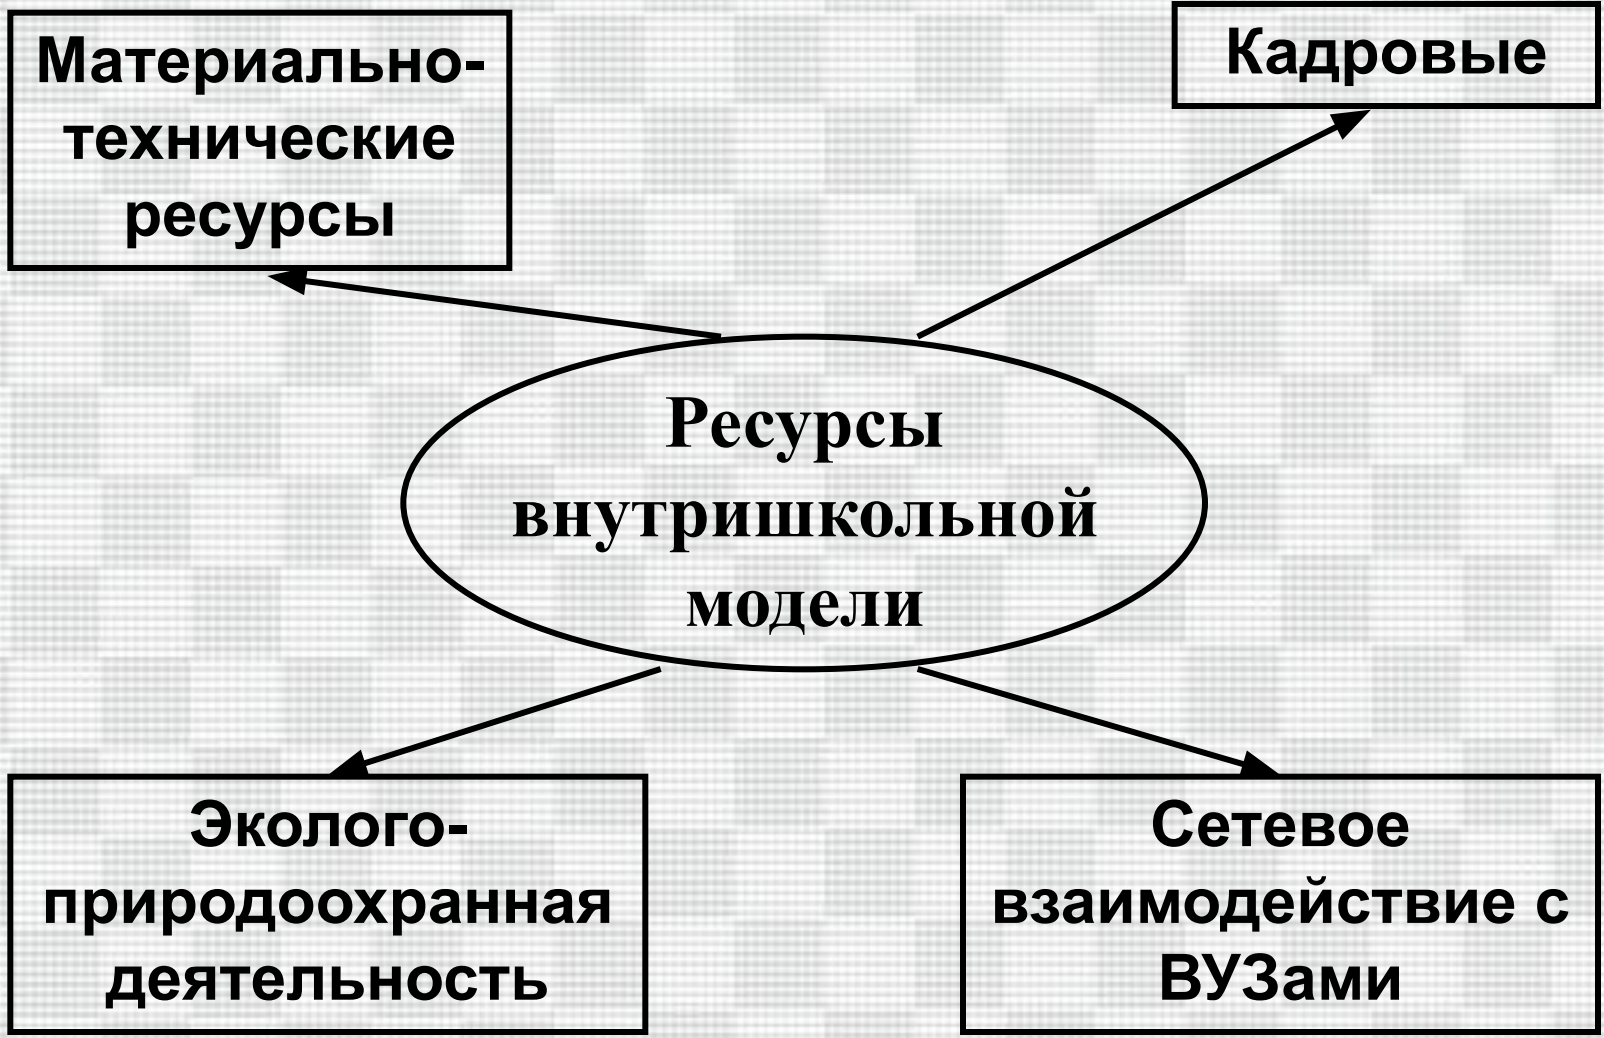 Материально-
технические
ресурсы
Кадровые
Ресурсы
внутришкольной
модели
Эколого-
природоохранная
деятельность
Сетевое
взаимодействие с
ВУЗами